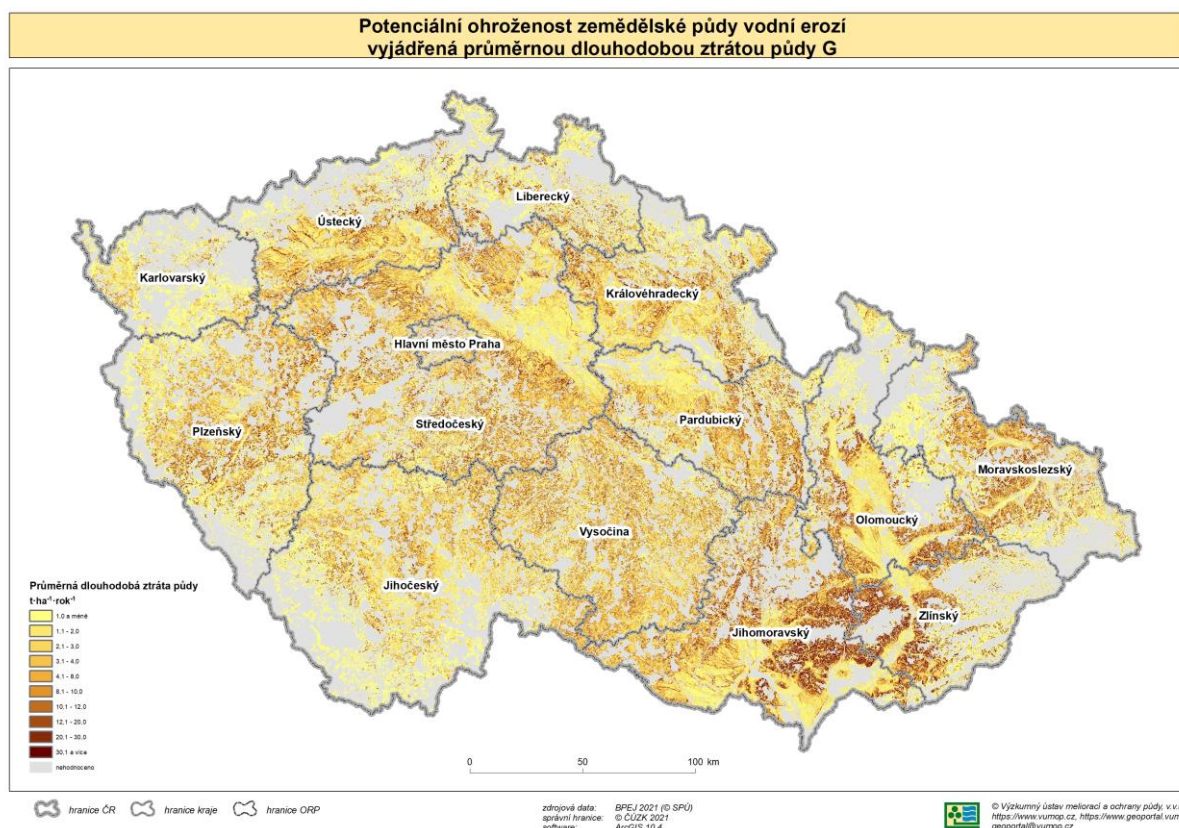 Potenciální ohroženost zemědělské půdy vodní erozí
vyjádřená průměrnou dlouhodobou ztrátou půdy G
Liberecký
Ústecký
Karlovarský
Královéhradecký
Hlavní město Praha
Středočeský
Plzeňský
Pardubický
Moravskoslezský
Olomoucký
Vysočina
Jihočeský
Zlínský
Jihomoravský
Průměrná dlouhodobá ztráta půdy
t·ha⁻¹·rok⁻¹
1,0 a méně
1,1 - 2,0
2,1 - 3,0
3,1 - 4,0
4,1 - 8,0
8,1 - 10,0
10,1 - 12,0
12,1 - 20,0
20,1 - 30,0
30,1 a více
nehodnoceno
0 50 100 km
hranice ČR hranice kraje hranice ORP
zdrojová data: BPEJ 2021 (© SPÚ)
správní hranice: © ČÚZK 2021
software: ArcGIS 10.4
© Výzkumný ústav meliorací a ochrany půdy, v.v.
https://www.vumop.cz, https://www.geoportal.vum
geoportal@vumop.cz